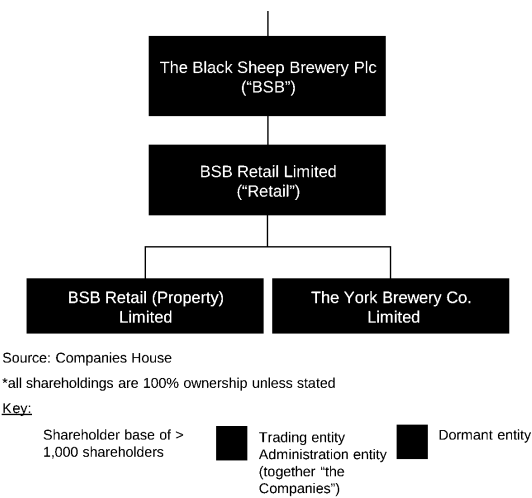 The Black Sheep Brewery Plc
(“BSB”)
BSB Retail Limited
(“Retail”)
BSB Retail (Property)
Limited
The York Brewery Co.
Limited
Source: Companies House
*all shareholdings are 100% ownership unless stated
Key:
Shareholder base of >
1,000 shareholders
Trading entity
Administration entity
(together “the
Companies”)
Dormant entity